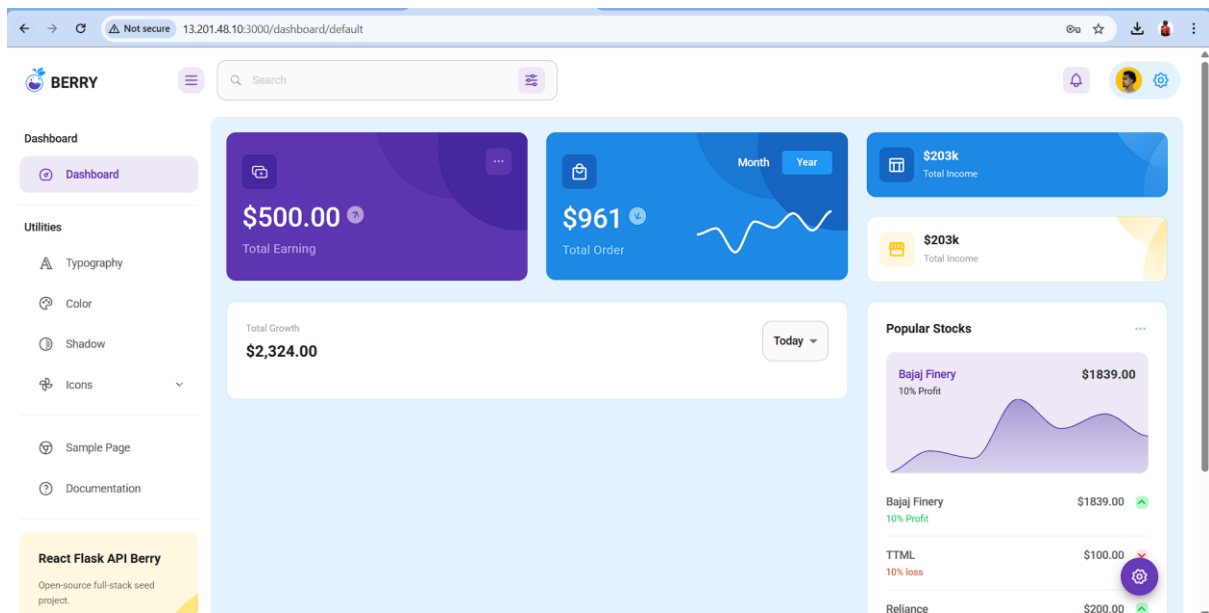 Not secure
13.201.48.10:3000/dashboard/default
BERRY
Search
Dashboard
Dashboard
Utilities
Typography
Color
Shadow
Icons
Sample Page
Documentation
React Flask API Berry
Open-source full-stack seed
project.
$500.00
Total Earning
Month
Year
$961
Total Order
$203k
Total Income
$203k
Total Income
Total Growth
$2,324.00
Today
Popular Stocks
Bajaj Finery
$1839.00
10% Profit
Bajaj Finery
$1839.00
10% Profit
TTML
$100.00
10% loss
Reliance
$200.00